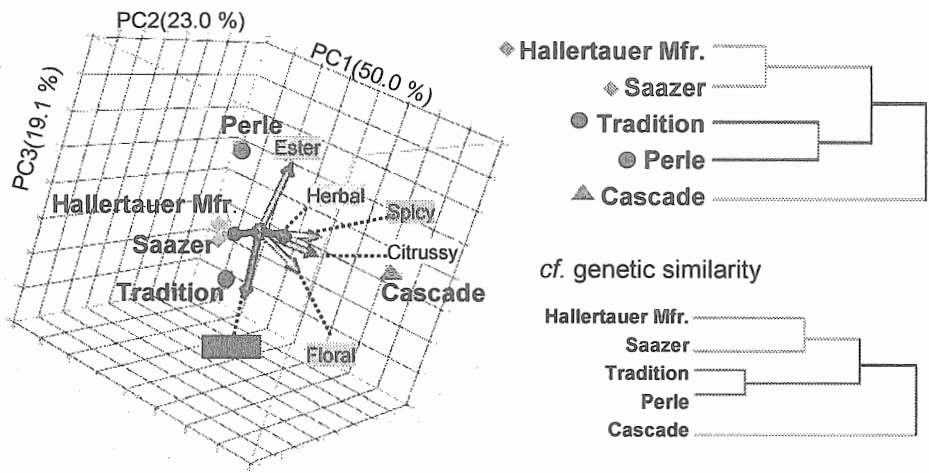 PC2(23.0 %)
PC1(50.0 %)
PC3(19.1 %)
Perle
Ester
Herbal
Hallertauer Mfr.
Spicy
Saazer
Citrussy
Tradition
Cascade
Floral
Hallertauer Mfr.
Saazer
Tradition
Perle
Cascade
cf. genetic similarity
Hallertauer Mfr.
Saazer
Tradition
Perle
Cascade